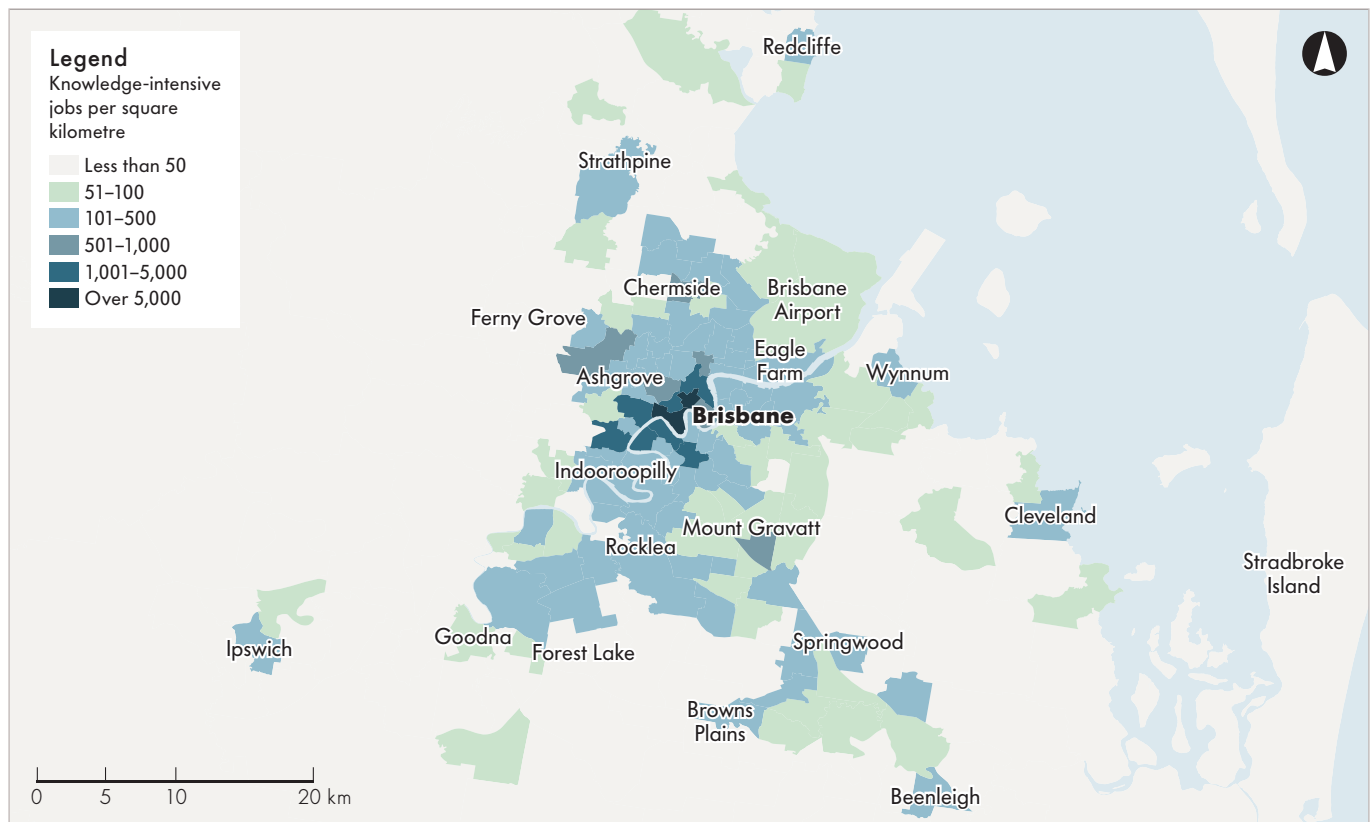 Legend
Knowledge-intensive
jobs per square
kilometre
Less than 50
51–100
101–500
501–1,000
1,001–5,000
Over 5,000
Redcliffe
Strathpine
Chermside
Brisbane
Airport
Ferny Grove
Eagle
Farm
Ashgrove
Wynnum
Brisbane
Indooroopilly
Cleveland
Mount Gravatt
Rocklea
Stradbroke
Island
Goodna
Forest Lake
Ipswich
Springwood
Browns
Plains
Beenleigh
0 5 10 20 km